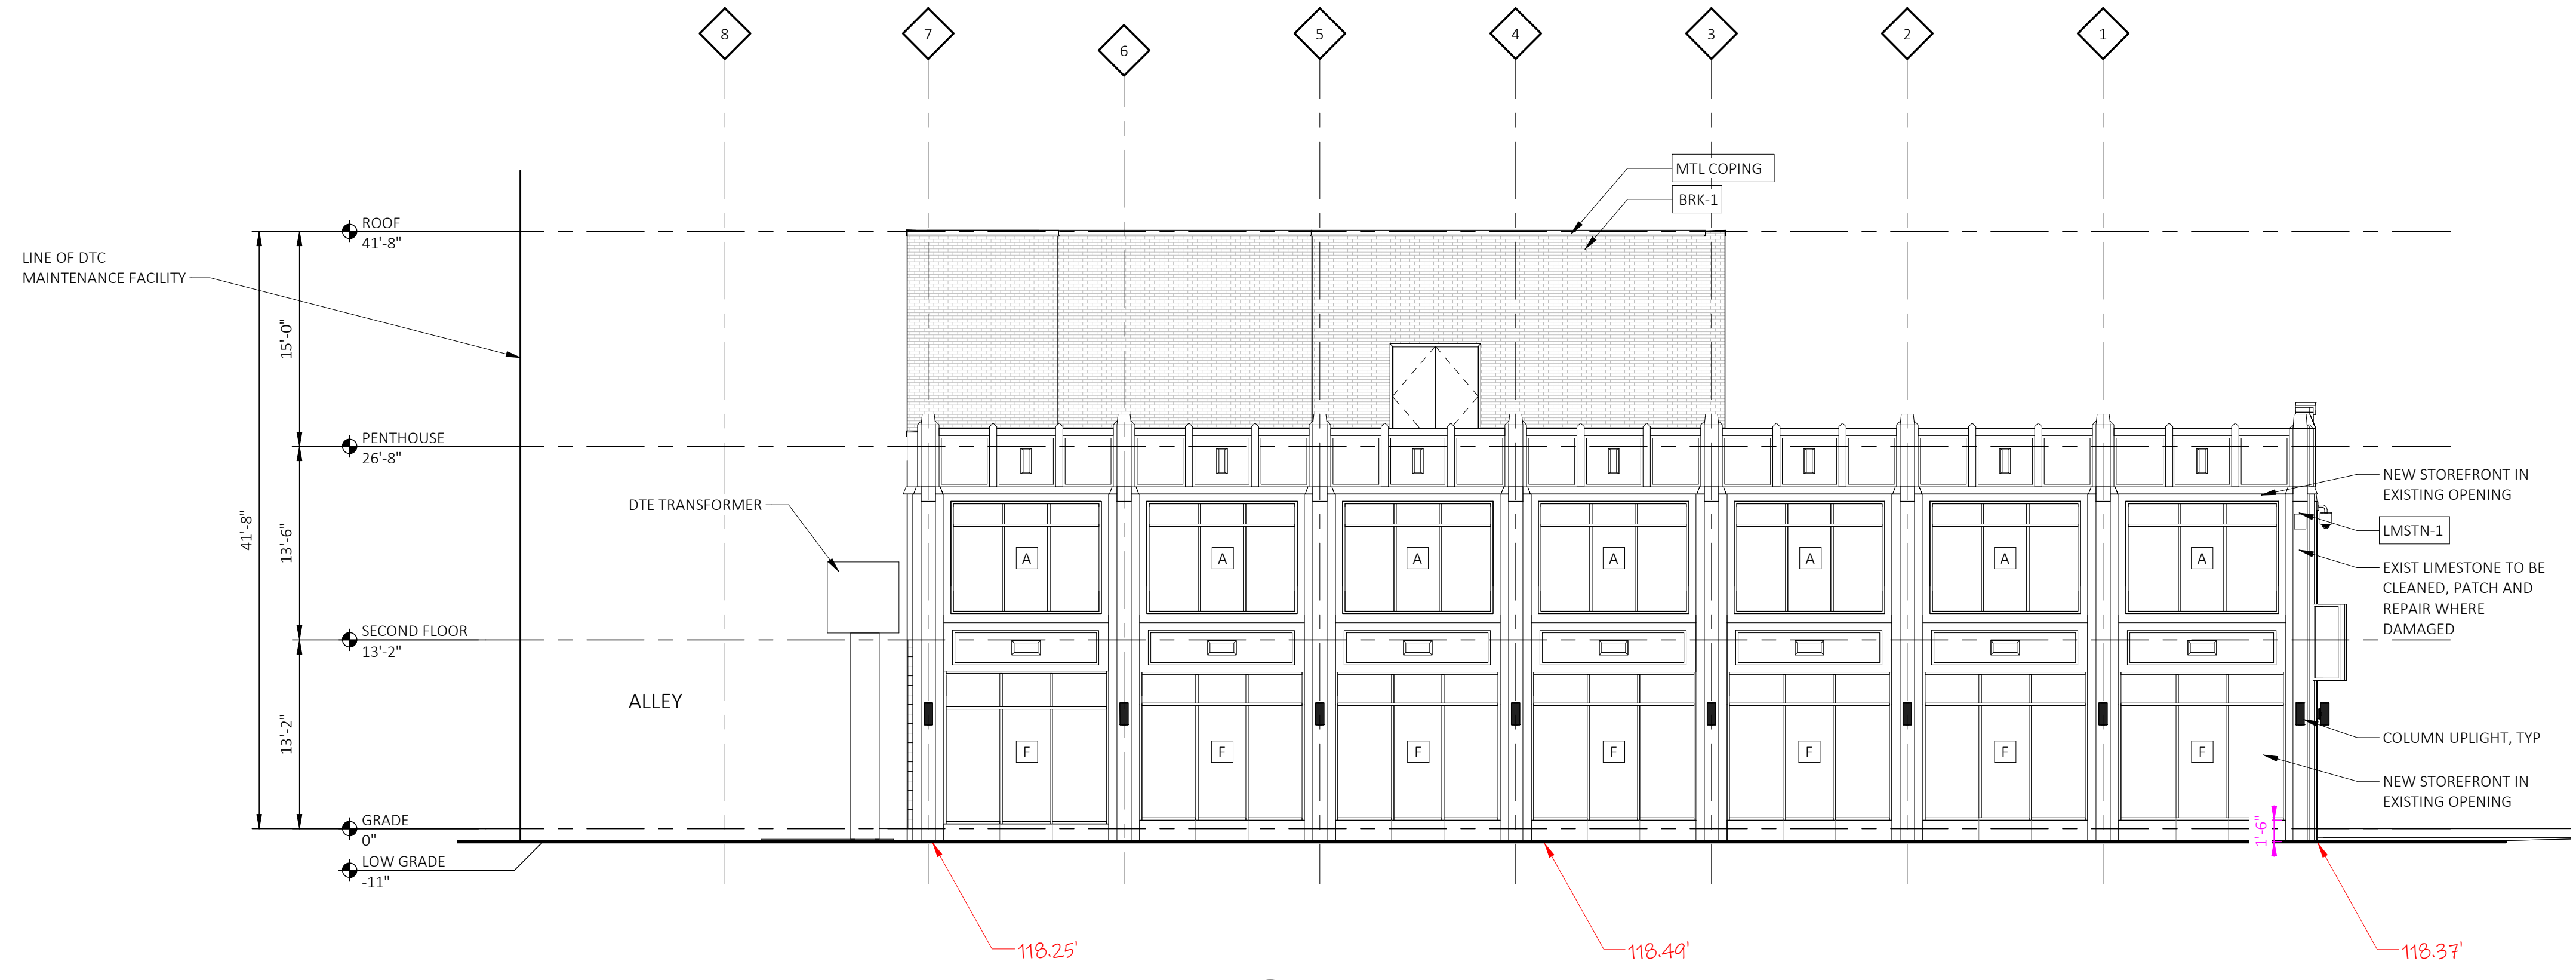 8
7
6
5
4
3
2
1
MTL COPING
BRK-1
ROOF
41'-8"
LINE OF DTC
MAINTENANCE FACILITY
15'-0"
PENTHOUSE
26'-8"
DTE TRANSFORMER
41'-8"
13'-6"
A
A
A
A
A
A
A
NEW STOREFRONT IN
EXISTING OPENING
LMSTN-1
EXIST LIMESTONE TO BE
CLEANED, PATCH AND
REPAIR WHERE
DAMAGED
SECOND FLOOR
13'-2"
ALLEY
13'-2"
F
F
F
F
F
F
F
COLUMN UPLIGHT, TYP
NEW STOREFRONT IN
EXISTING OPENING
1'-6"
GRADE
0"
LOW GRADE
-11"
118.25'
118.49'
118.37'